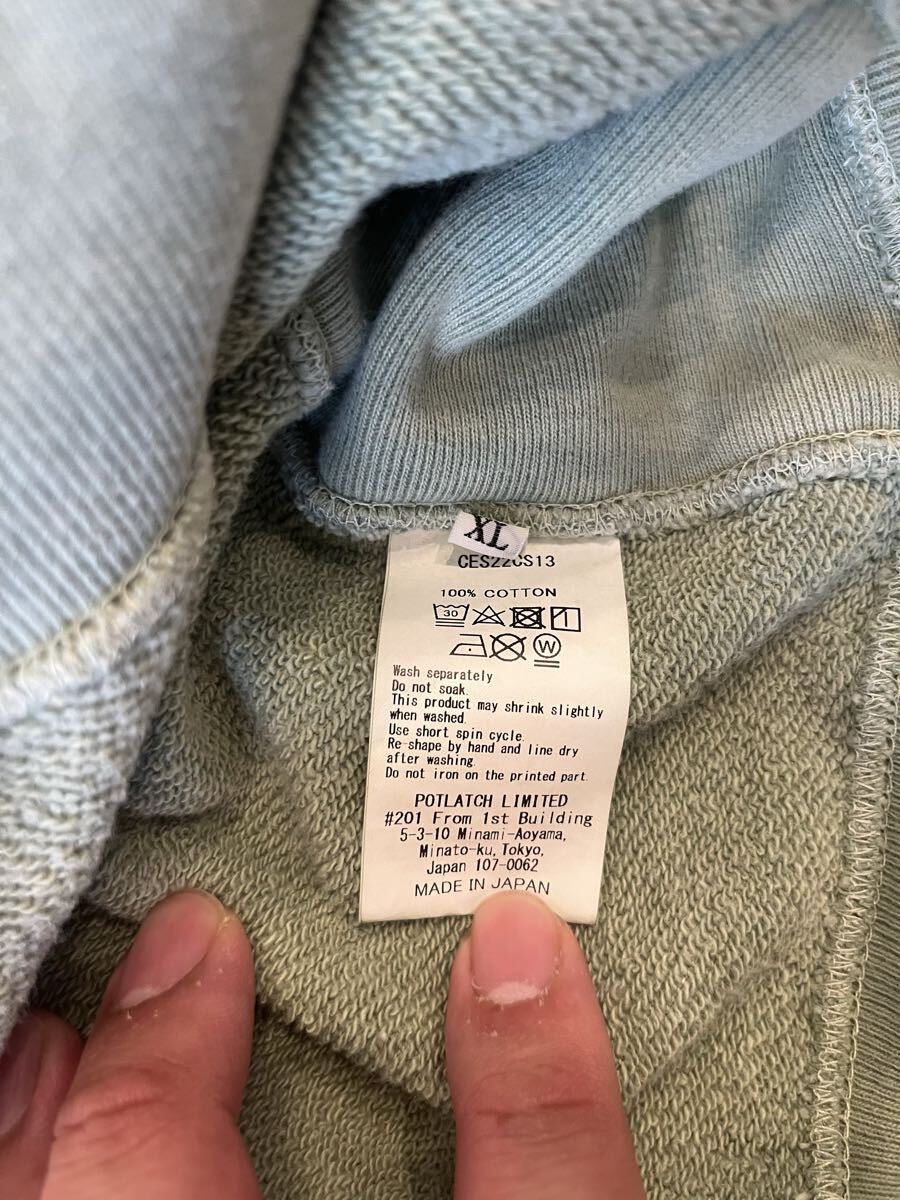 XL
CES22CS13
100% COTTON
30
W
Wash separately
Do not soak.
This product may shrink slightly
when washed.
Use short spin cycle.
Re-shape by hand and line dry
after washing.
Do not iron on the printed part.
POTLATCH LIMITED
#201 From 1st Building
5-3-10 Minami-Aoyama,
Minato-ku, Tokyo,
Japan 107-0062
MADE IN JAPAN